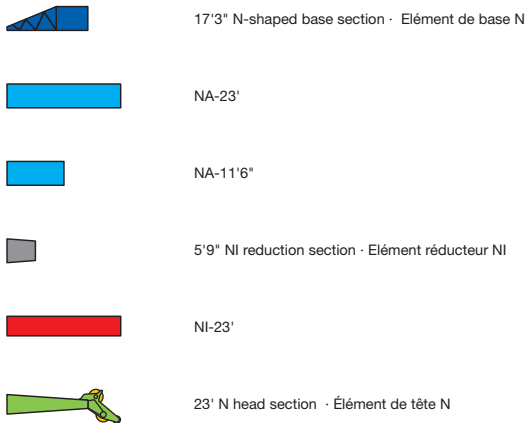 17'3" N-shaped base section · Elément de base N
NA-23'
NA-11'6"
5'9" NI reduction section · Elément réducteur NI
NI-23'
23' N head section · Élément de tête N